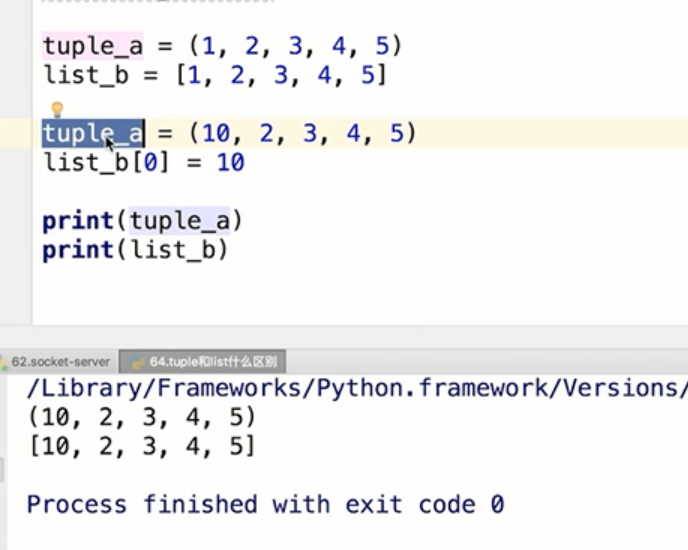 tuple_a = (1, 2, 3, 4, 5)
list_b = [1, 2, 3, 4, 5]
tuple_a = (10, 2, 3, 4, 5)
list_b[0] = 10
print(tuple_a)
print(list_b)
62.socket-server
64.tuple和list什么区别
/Library/Frameworks/Python.framework/Versions/
(10, 2, 3, 4, 5)
[10, 2, 3, 4, 5]
Process finished with exit code 0